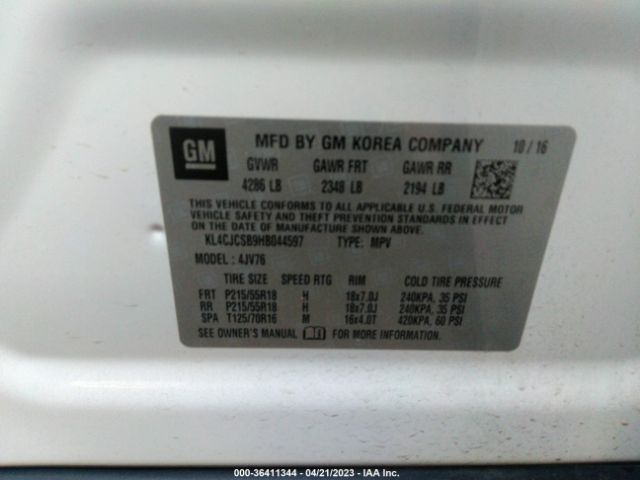 GM
MFD BY GM KOREA COMPANY 10/16
GVWR GAWR FRT GAWR RR
4286 LB 2348 LB 2194 LB
THIS VEHICLE CONFORMS TO ALL APPLICABLE U.S. FEDERAL MOTOR
VEHICLE SAFETY AND THEFT PREVENTION STANDARDS IN EFFECT
ON THE DATE OF MANUFACTURE SHOWN ABOVE.
KL4CJCSB9HB044597 TYPE: MPV
MODEL: 4JV76
TIRE SIZE SPEED RTG RIM COLD TIRE PRESSURE
FRT P215/55R18 H 18x7.0J 240KPA, 35 PSI
RR P215/55R18 H 18x7.0J 240KPA, 35 PSI
SPA T125/70R16 M 16x4.0T 420KPA, 60 PSI
SEE OWNER'S MANUAL FOR MORE INFORMATION.
000-36411344 / 04/21/2023 - IAA Inc.